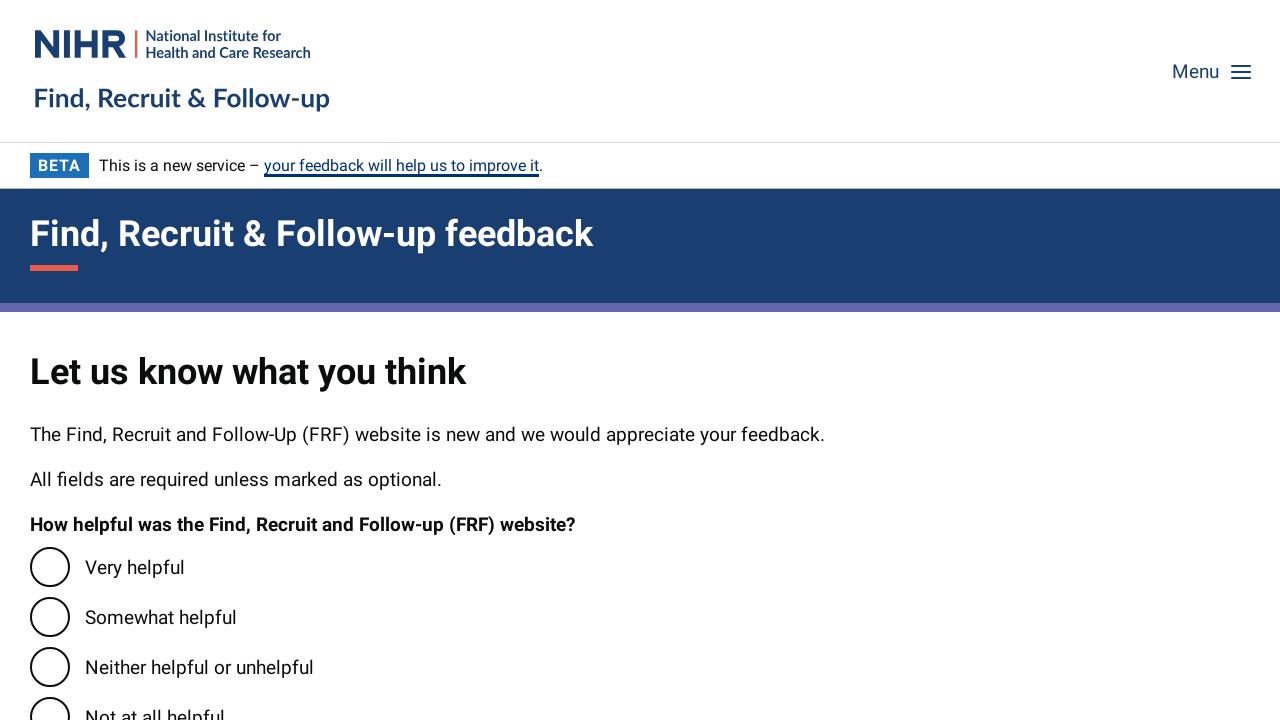 NIHR
National Institute for
Health and Care Research
Find, Recruit & Follow-up
Menu
BETA This is a new service – your feedback will help us to improve it.
Find, Recruit & Follow-up feedback
Let us know what you think
The Find, Recruit and Follow-Up (FRF) website is new and we would appreciate your feedback.
All fields are required unless marked as optional.
How helpful was the Find, Recruit and Follow-up (FRF) website?
Very helpful
Somewhat helpful
Neither helpful or unhelpful
Not at all helpful